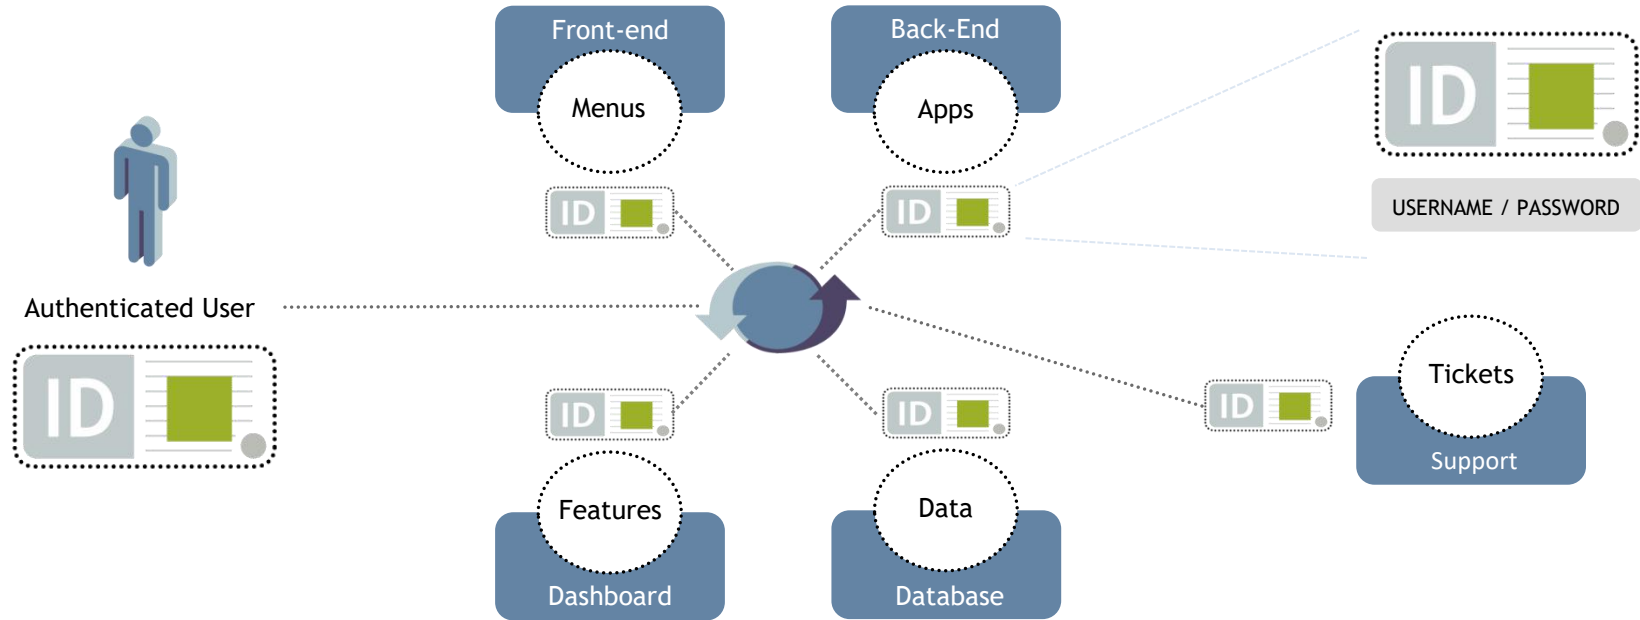 Front-end
Menus
ID
Back-End
Apps
ID
ID
USERNAME / PASSWORD
Authenticated User
ID
ID
Features
Dashboard
ID
Data
Database
ID
Tickets
Support